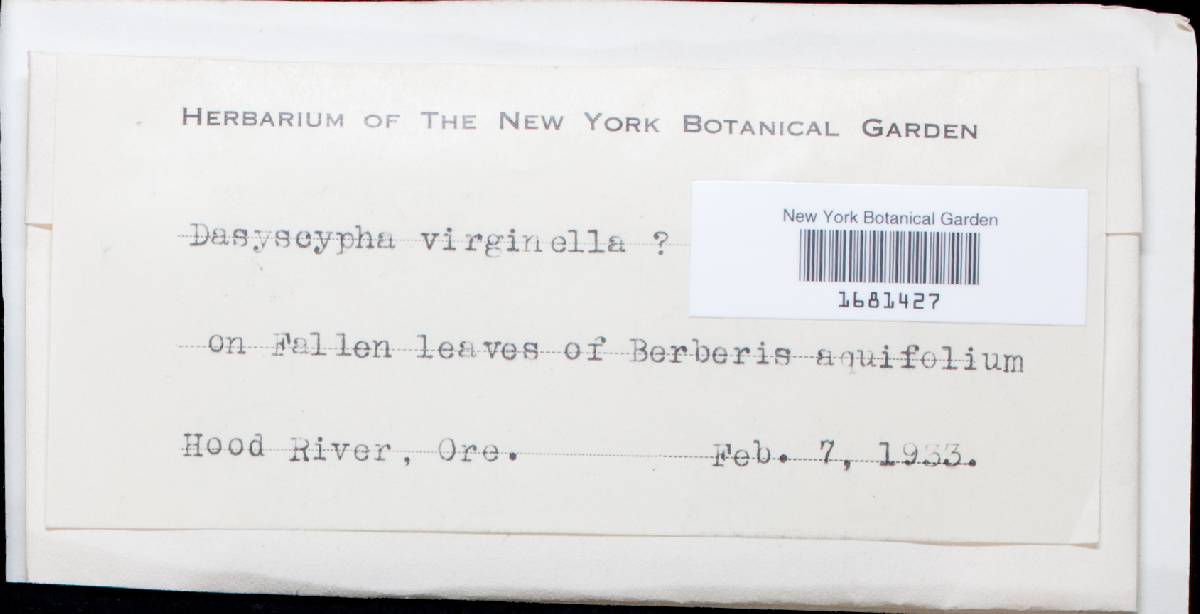 HERBARIUM OF THE NEW YORK BOTANICAL GARDEN
Dasyscypha virginella ?
New York Botanical Garden
1681427
on Fallen leaves of Berberis aquifolium
Hood River, Ore. Feb. 7, 1933.